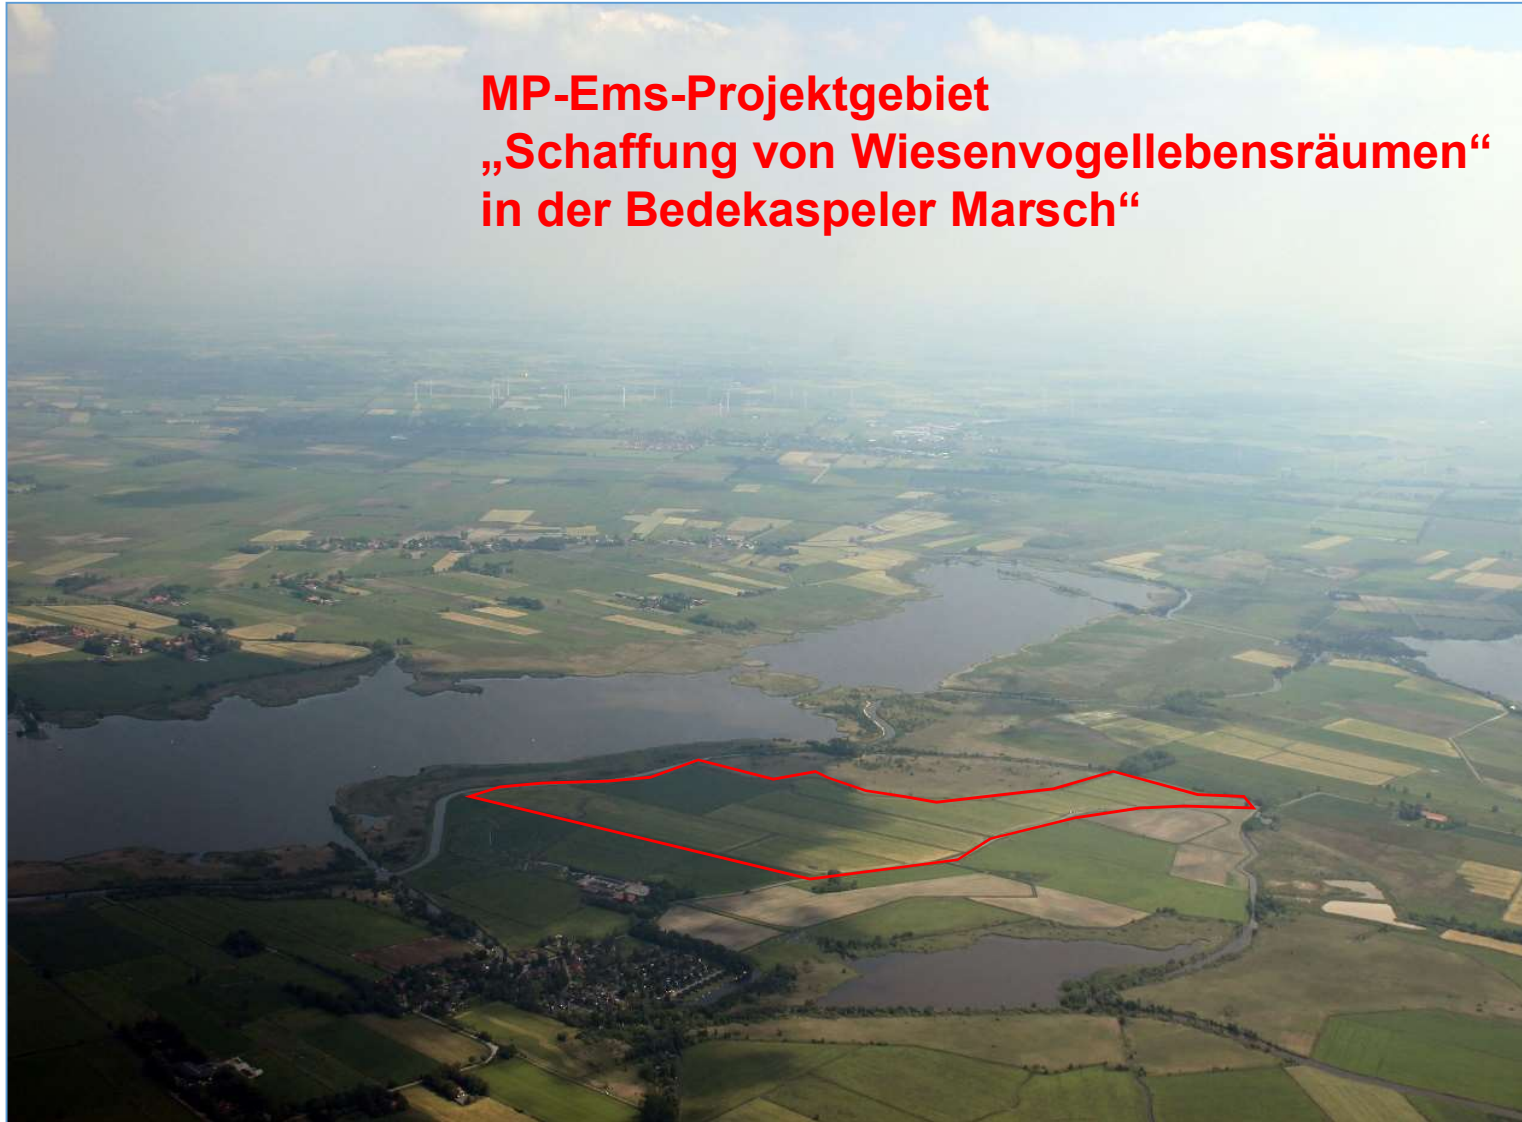 MP-Ems-Projektgebiet
„Schaffung von Wiesenvogellebensräumen“
in der Bedekaspeler Marsch“